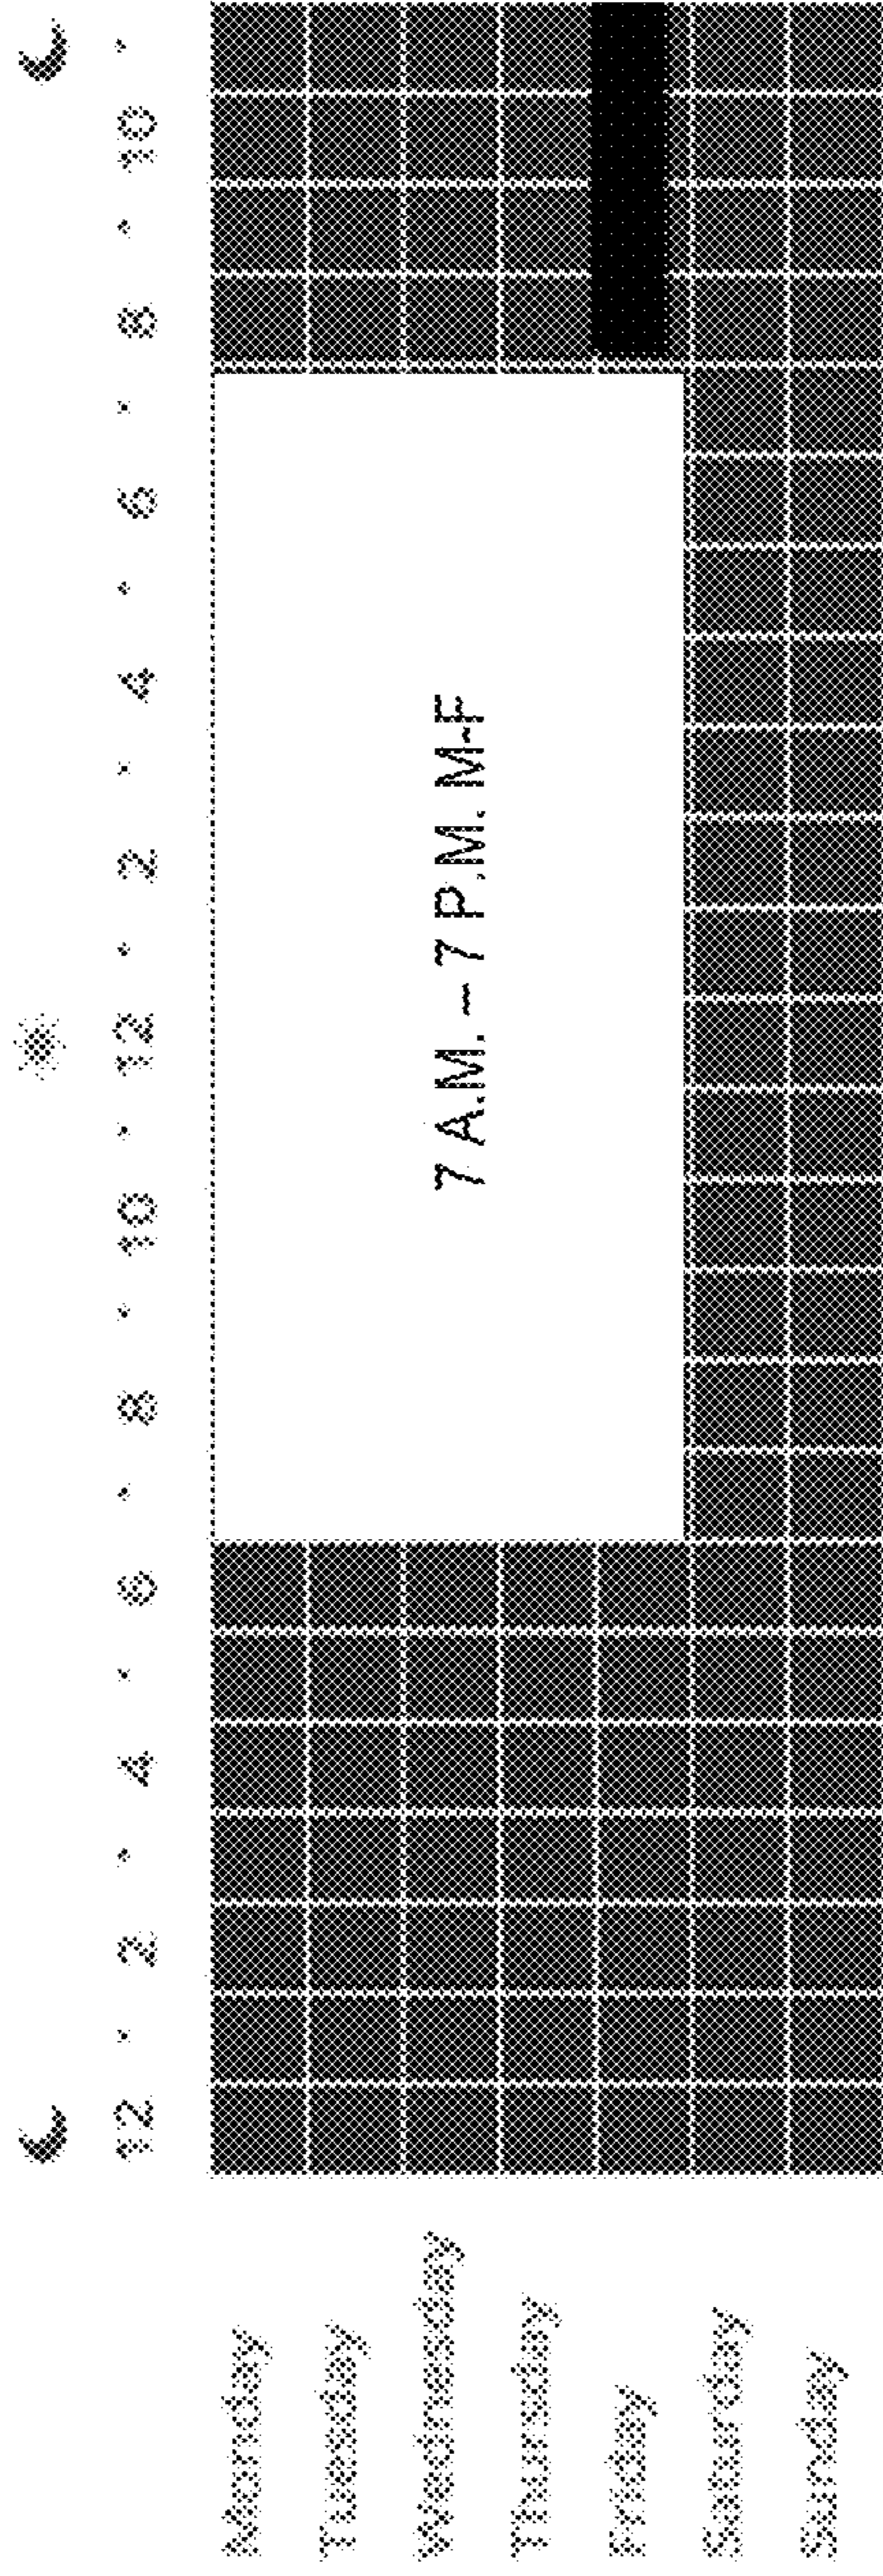 12 · 2 · 4 · 6 · 8 · 10 · 12 · 2 · 4 · 6 · 8 · 10 ·
Monday
Tuesday
Wednesday
Thursday
Friday
Saturday
Sunday
7 A.M. – 7 P.M. M-F